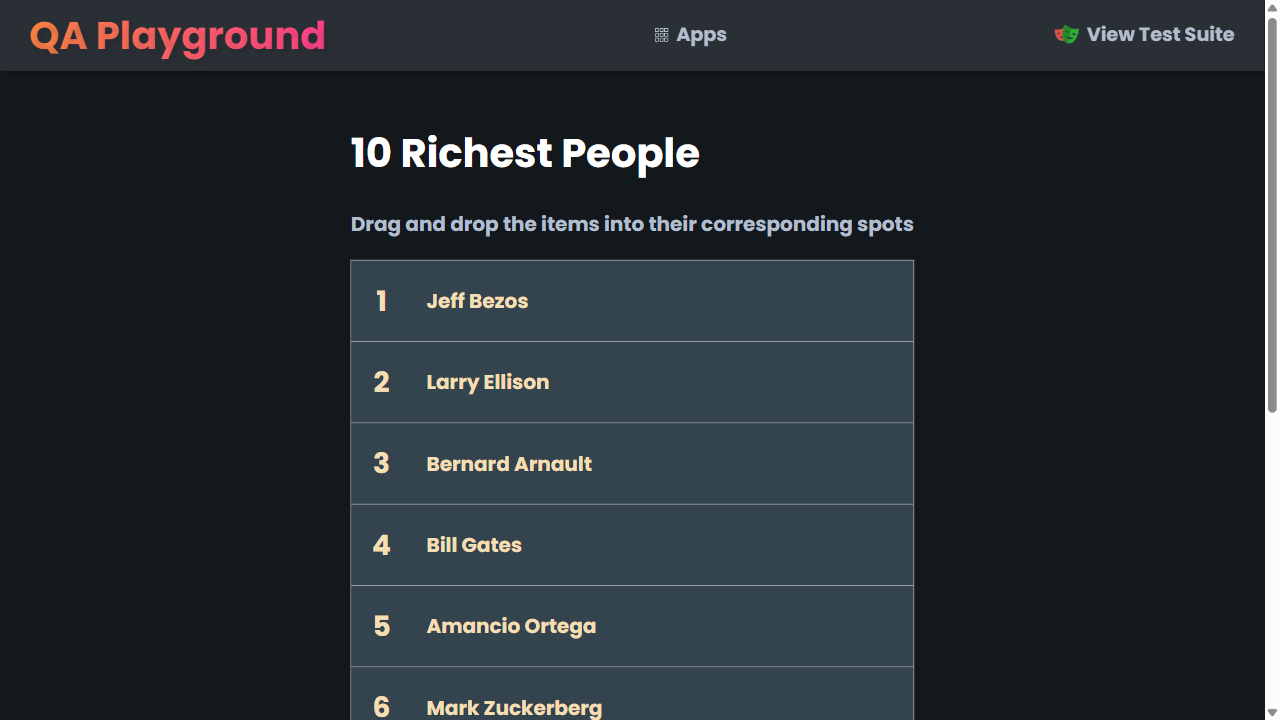 QA Playground
Apps
View Test Suite
10 Richest People
Drag and drop the items into their corresponding spots
1 Jeff Bezos
2 Larry Ellison
3 Bernard Arnault
4 Bill Gates
5 Amancio Ortega
6 Mark Zuckerberg